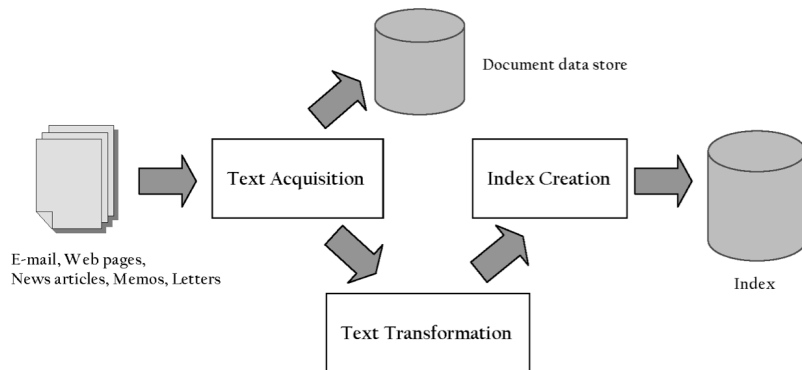 Document data store
Text Acquisition
Index Creation
E-mail, Web pages,
News articles, Memos, Letters
Index
Text Transformation